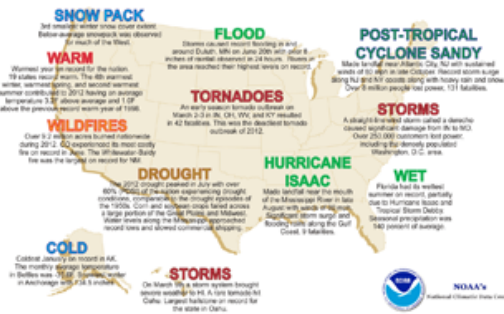 SNOW PACK
3rd smallest winter snow cover extent
Below-average snowpack was observed
for much of the West.
WARM
Warmest year on record for the nation.
19 states record warm. The 4th warmest
winter, warmest spring, and second warmest
summer contributed to 2012 having an average
temperature 3.2° above average and 1.0F
above the previous record warm year of 1998.
WILDFIRES
Over 9.2 million acres burned nationwide
during 2012. CO experienced its most costly
fire on record in June. The Whitewater-Baldy
fire was the largest on record for NM.
FLOOD
Storms caused record flooding in and
around Duluth, MN on June 20th with
inches of rainfall observed in 24 hours. Rivers in
the area reached their highest levels on record.
TORNADOES
An early season tornado outbreak on
March 2-3 in IN, OH, WV, and KY resulted
in 42 fatalities. This was the deadliest tornado
outbreak of 2012.
POST-TROPICAL
CYCLONE SANDY
Made landfall near Atlantic City, NJ with sustained
winds of in late October. Record storm surge
along NJ and NY coasts along with heavy rain and snow
Over 8 million people lost power, 131 fatalities.
STORMS
A straight-line wind storm called a derecho
caused significant damage from IN to MD.
Over customers lost power,
including the densely populated
Washington, D.C. area.
DROUGHT
The 2012 drought peaked in July with over
60% of the nation experiencing drought
conditions, comparable to the drought episodes of
the 1950s. Corn and soybean crops failed across
a large portion of the Great Plains and Midwest.
Water levels along the Mississippi approached
record lows and slowed commercial shipping.
HURRICANE
ISAAC
Made landfall near the mouth
of the Mississippi River in late
August with winds of 80 mph.
Significant storm surge and
flooding rains along the Gulf
Coast, 9 fatalities.
WET
Florida had its wettest
summer on record, partially
due to Hurricane Isaac and
Tropical Storm Debby
Seasonal precipitation was
140 percent of average.
COLD
Coldest January on record in AK.
The monthly average temperature
in Bettles was Snowiest winter
in Anchorage with 134.5 inches
STORMS
On March 9th a storm system brought
severe weather to HI. A rare tornado hit
Oahu. Largest hailstone on record for
the state in Oahu.
NOAA
NOAA's
National Climatic Data